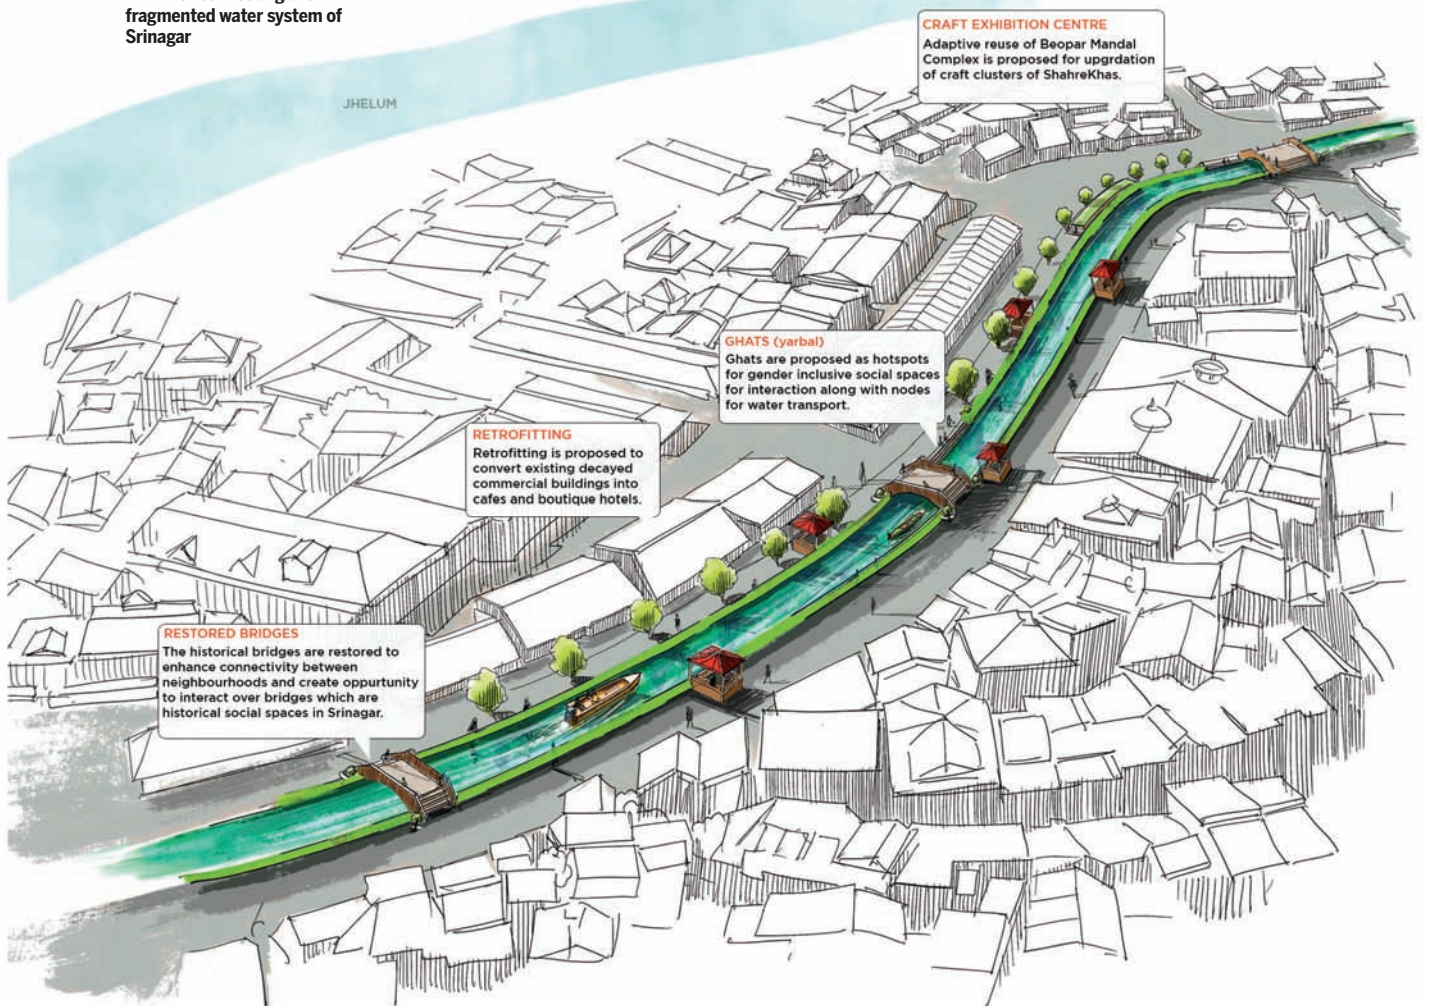 fragmented water system of
Srinagar
JHELUM
CRAFT EXHIBITION CENTRE
Adaptive reuse of Beopar Mandal
Complex is proposed for upgrdation
of craft clusters of ShahreKhas.
GHATS (yarbal)
Ghats are proposed as hotspots
for gender inclusive social spaces
for interaction along with nodes
for water transport.
RETROFITTING
Retrofitting is proposed to
convert existing decayed
commercial buildings into
cafes and boutique hotels.
RESTORED BRIDGES
The historical bridges are restored to
enhance connectivity between
neighbourhoods and create oppurtunity
to interact over bridges which are
historical social spaces in Srinagar.